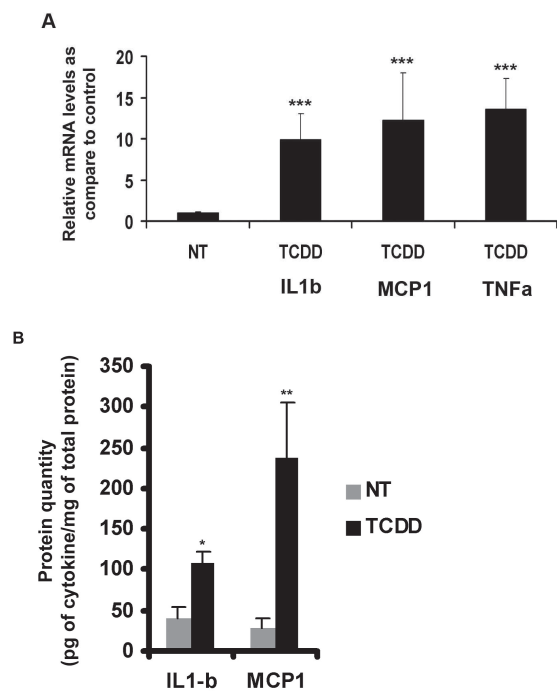 A
Relative mRNA levels as
compare to control
20
15
10
5
0
***
***
***
NT
TCDD
TCDD
TCDD
IL1b
MCP1
TNFa
B
Protein quantity
(pg of cytokine/mg of total protein)
350
300
250
200
150
100
50
0
*
**
NT
TCDD
IL1-b
MCP1